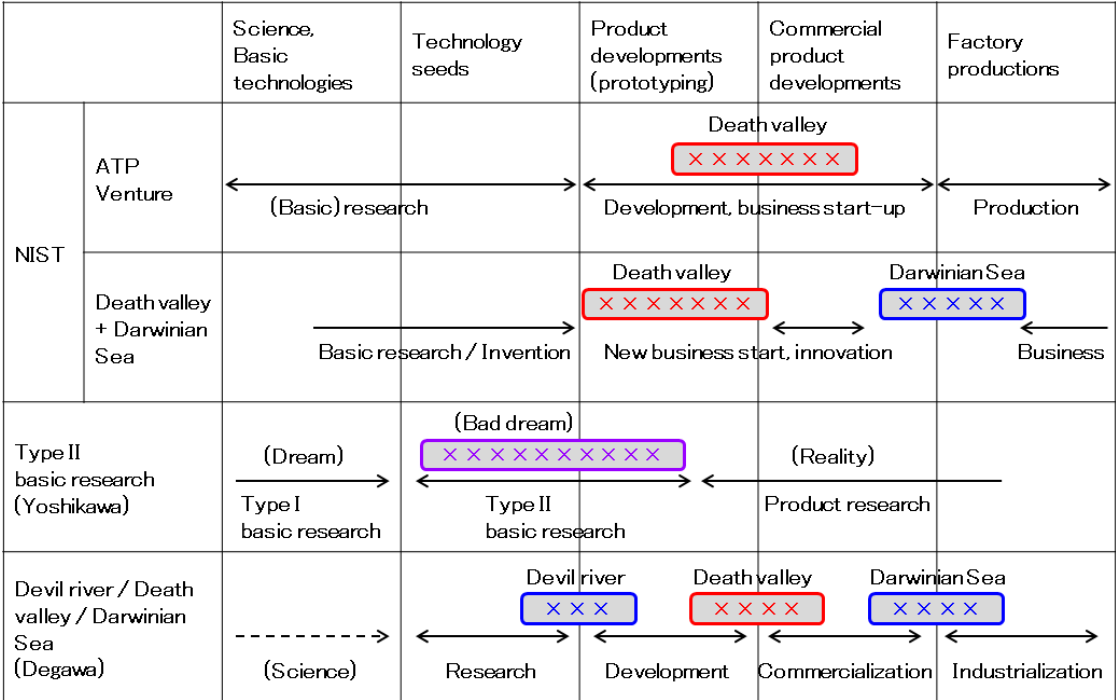 Science,
Basic
technologies
Technology
seeds
Product
developments
(prototyping)
Commercial
product
developments
Factory
productions
NIST
ATP
Venture
Death valley
× × × × × × ×
(Basic) research
Development, business start-up
Production
Death valley
+ Darwinian
Sea
Death valley
× × × × × × ×
Darwinian Sea
× × × × ×
Basic research / Invention
New business start, innovation
Business
Type II
basic research
(Yoshikawa)
(Dream)
Type I
basic research
(Bad dream)
× × × × × × × × × ×
Type II
basic research
(Reality)
Product research
Devil river / Death
valley / Darwinian
Sea
(Degawa)
Devil river
× × ×
Death valley
× × × ×
Darwinian Sea
× × × ×
(Science)
Research
Development
Commercialization
Industrialization